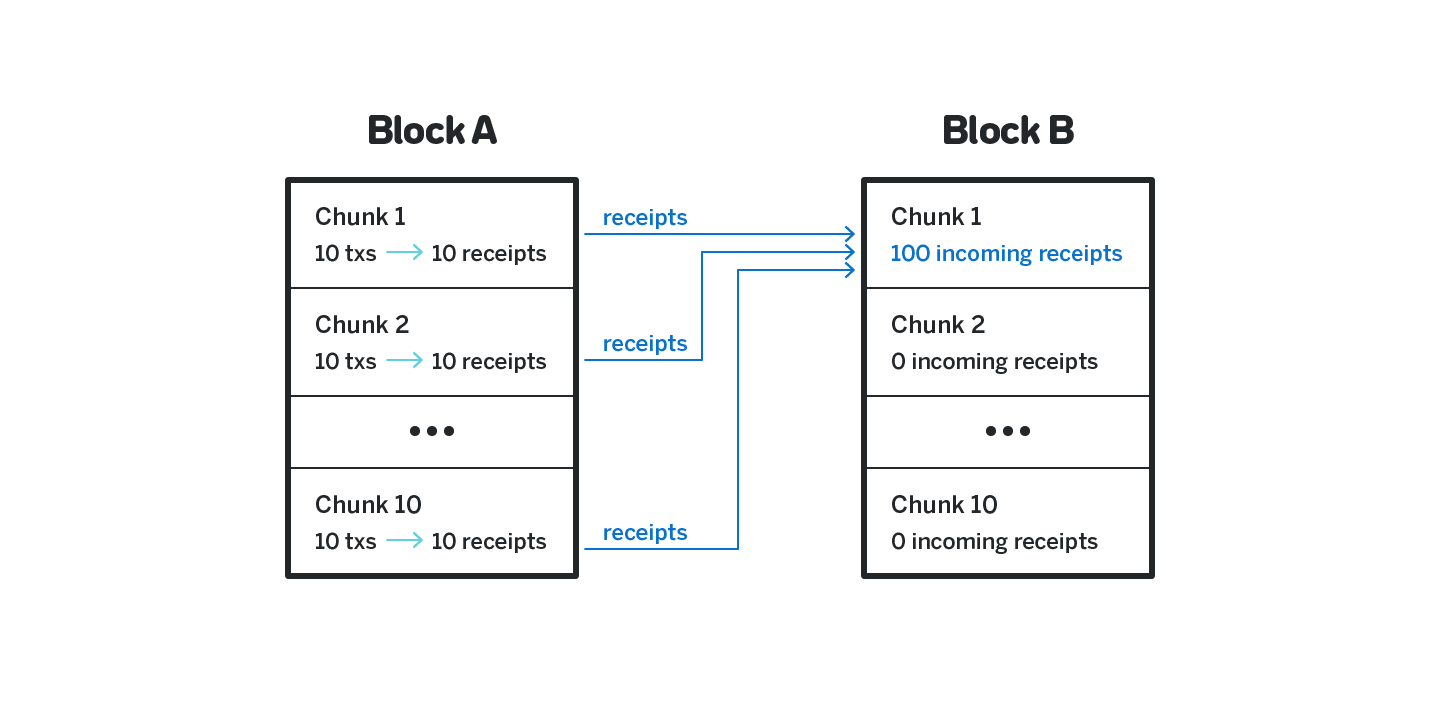 Block A
Chunk 1
10 txs 10 receipts
Chunk 2
10 txs 10 receipts
•••
Chunk 10
10 txs 10 receipts
receipts
receipts
receipts
Block B
Chunk 1
100 incoming receipts
Chunk 2
0 incoming receipts
•••
Chunk 10
0 incoming receipts